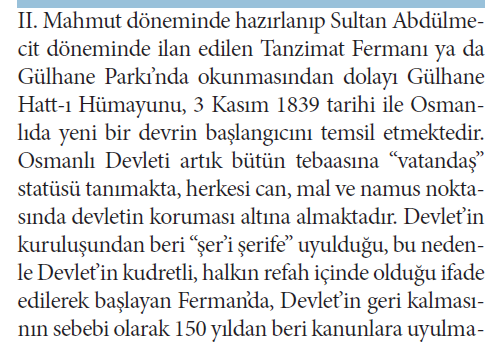 II. Mahmut döneminde hazırlanıp Sultan Abdülme-
cit döneminde ilan edilen Tanzimat Fermanı ya da
Gülhane Parkı’nda okunmasından dolayı Gülhane
Hatt-ı Hümayunu, 3 Kasım 1839 tarihi ile Osman-
lıda yeni bir devrin başlangıcını temsil etmektedir.
Osmanlı Devleti artık bütün tebaasına “vatandaş”
statüsü tanımakta, herkesi can, mal ve namus nokta-
sında devletin koruması altına almaktadır. Devlet’in
kuruluşundan beri “şer’i şerife” uyulduğu, bu neden-
le Devlet’in kudretli, halkın refah içinde olduğu ifade
edilerek başlayan Ferman’da, Devlet’in geri kalması-
nın sebebi olarak 150 yıldan beri kanunlara uyulma-